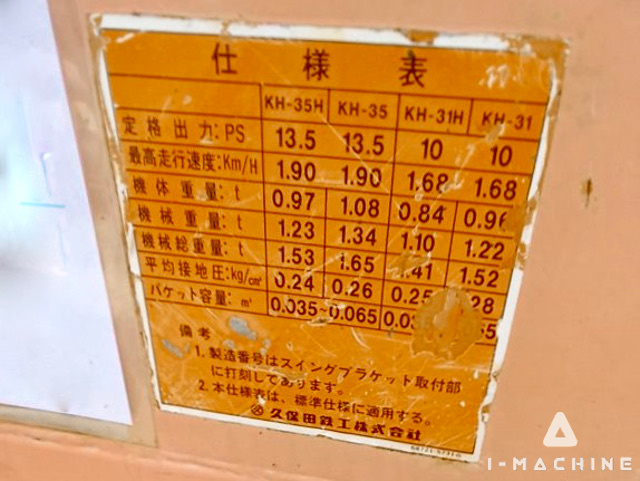 仕様表
KH-35H KH-35 KH-31H KH-31
定格出力:PS 13.5 13.5 10 10
最高走行速度:Km/H 1.90 1.90 1.68 1.68
機体重量:t 0.97 1.08 0.84 0.96
機械重量:t 1.23 1.34 1.10 1.22
機械総重量:t 1.53 1.65 1.41 1.52
平均接地圧:kg/cm² 0.24 0.26 0.25 28
バケット容量:m³ 0.035~0.065
備考
1.製造番号はスイングブラケット取付部
に打刻してあります。
2.本仕様表は、標準仕様に適用する。
久保田鉄工株式会社
I-MACHINE